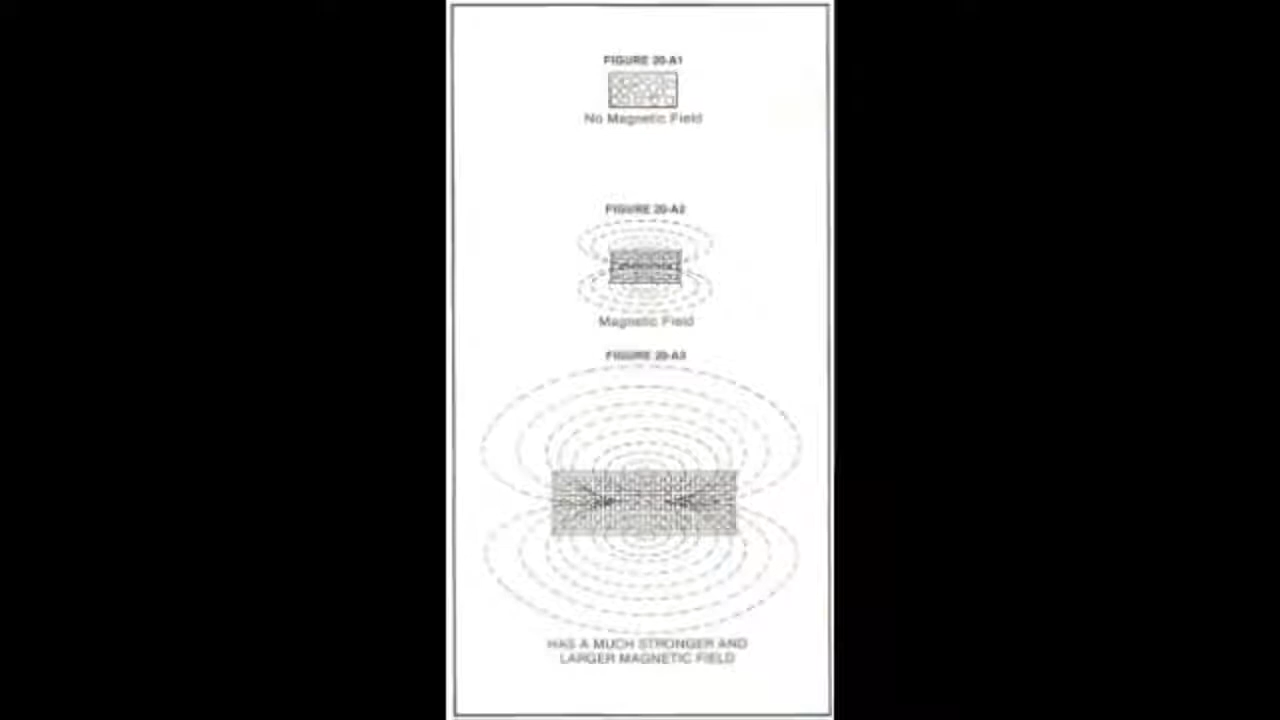 FIGURE 20-A1
No Magnetic Field
FIGURE 20-A2
Magnetic Field
FIGURE 20-A3
HAS A MUCH STRONGER AND
LARGER MAGNETIC FIELD